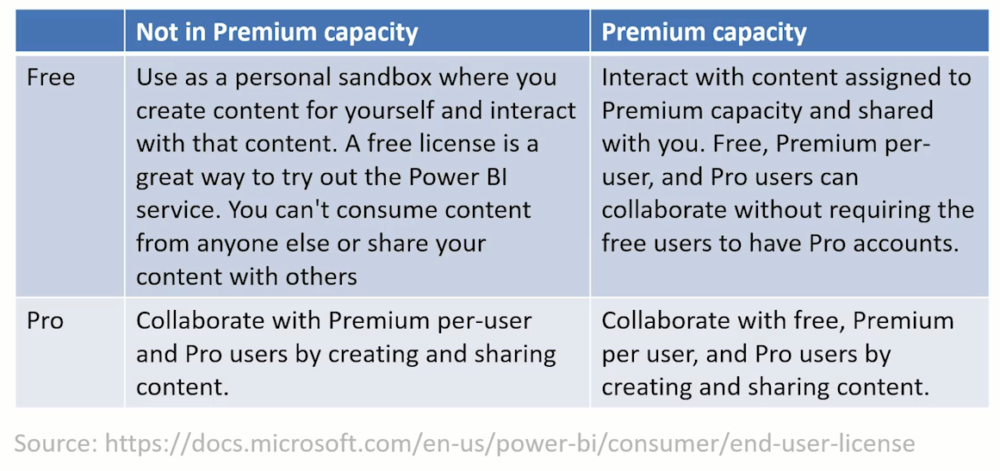 Not in Premium capacity
Premium capacity
Free
Use as a personal sandbox where you
create content for yourself and interact
with that content. A free license is a
great way to try out the Power BI
service. You can't consume content
from anyone else or share your
content with others
Interact with content assigned to
Premium capacity and shared
with you. Free, Premium per-
user, and Pro users can
collaborate without requiring the
free users to have Pro accounts.
Pro
Collaborate with Premium per-user
and Pro users by creating and sharing
content.
Collaborate with free, Premium
per user, and Pro users by
creating and sharing content.
Source: https://docs.microsoft.com/en-us/power-bi/consumer/end-user-license